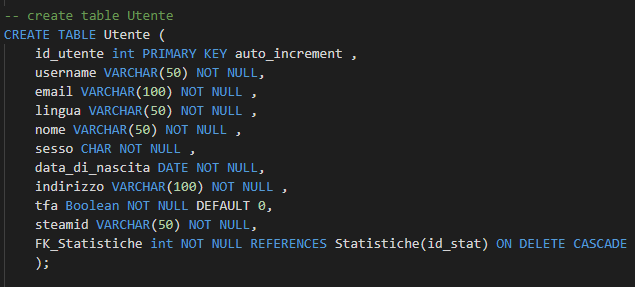 -- create table Utente
CREATE TABLE Utente (
id_utente int PRIMARY KEY auto_increment ,
username VARCHAR(50) NOT NULL,
email VARCHAR(100) NOT NULL ,
lingua VARCHAR(50) NOT NULL ,
nome VARCHAR(50) NOT NULL ,
sesso CHAR NOT NULL ,
data_di_nascita DATE NOT NULL,
indirizzo VARCHAR(100) NOT NULL ,
tfa Boolean NOT NULL DEFAULT 0,
steamid VARCHAR(50) NOT NULL,
FK_Statistiche int NOT NULL REFERENCES Statistiche(id_stat) ON DELETE CASCADE
);